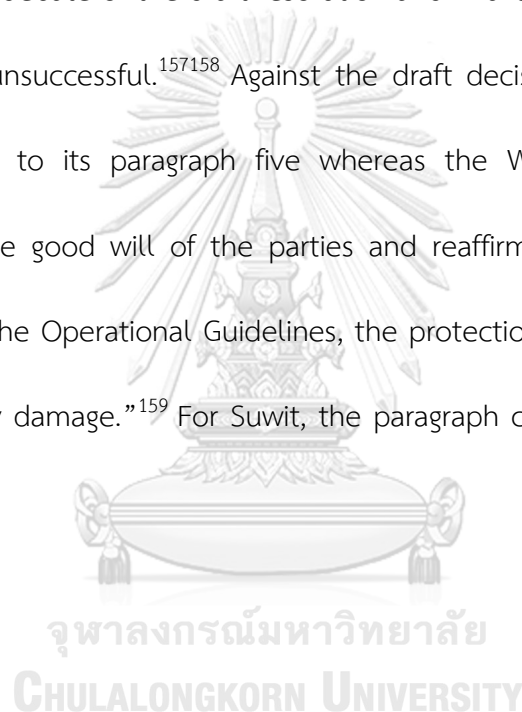 unsuccessful.157158 Against the draft decis
to its paragraph five whereas the W
e good will of the parties and reaffirm
he Operational Guidelines, the protection
damage."159 For Suwit, the paragraph c
จุฬาลงกรณ์มหาวิทยาลัย
CHULALONGKORN UNIVERSITY